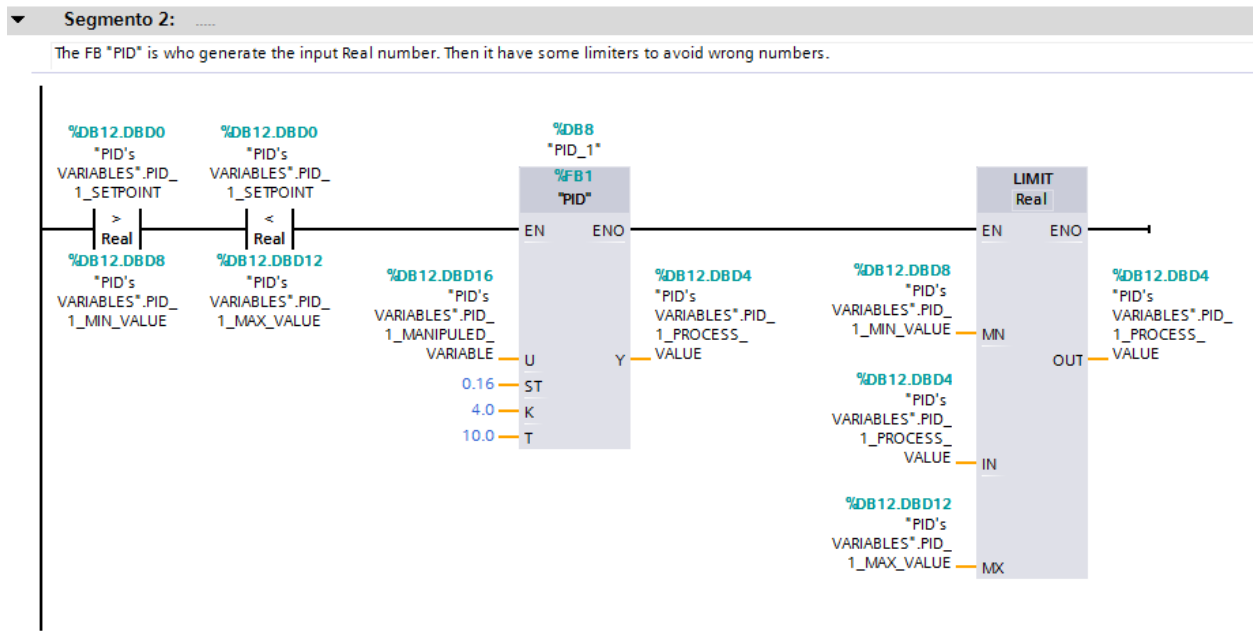 Segmento 2: .....
The FB "PID" is who generate the input Real number. Then it have some limiters to avoid wrong numbers.
%DB12.DBD0
"PID's
VARIABLES".PID_
1_SETPOINT
>
Real
%DB12.DBD8
"PID's
VARIABLES".PID_
1_MIN_VALUE
%DB12.DBD0
"PID's
VARIABLES".PID_
1_SETPOINT
<
Real
%DB12.DBD12
"PID's
VARIABLES".PID_
1_MAX_VALUE
%DB8
"PID_1"
%FB1
"PID"
EN ENO
%DB12.DBD16
"PID's
VARIABLES".PID_
1_MANIPULED_
VARIABLE
U
0.16 ST
4.0 K
10.0 T
Y
%DB12.DBD4
"PID's
VARIABLES".PID_
1_PROCESS_
VALUE
LIMIT
Real
EN ENO
%DB12.DBD8
"PID's
VARIABLES".PID_
1_MIN_VALUE
MN
%DB12.DBD4
"PID's
VARIABLES".PID_
1_PROCESS_
VALUE
IN
%DB12.DBD12
"PID's
VARIABLES".PID_
1_MAX_VALUE
MX
OUT
%DB12.DBD4
"PID's
VARIABLES".PID_
1_PROCESS_
VALUE